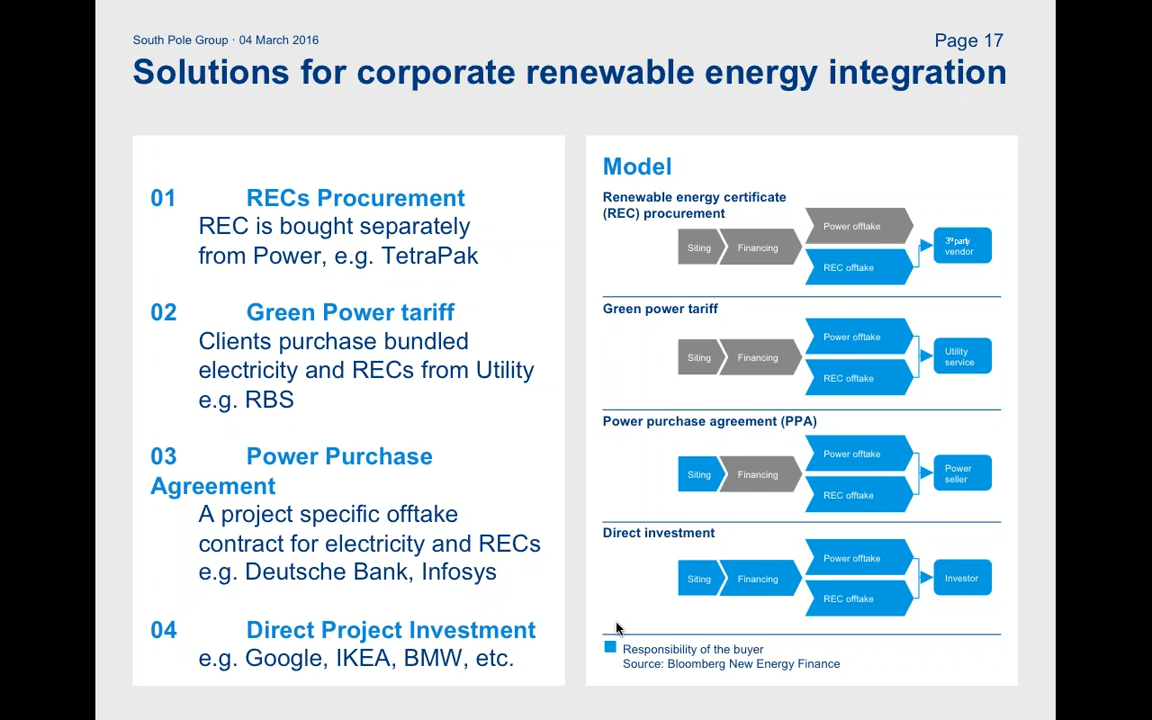 South Pole Group · 04 March 2016
Page 17
Solutions for corporate renewable energy integration
01 RECs Procurement
REC is bought separately
from Power, e.g. TetraPak
02 Green Power tariff
Clients purchase bundled
electricity and RECs from Utility
e.g. RBS
03 Power Purchase
Agreement
A project specific offtake
contract for electricity and RECs
e.g. Deutsche Bank, Infosys
04 Direct Project Investment
e.g. Google, IKEA, BMW, etc.
Model
Renewable energy certificate
(REC) procurement
Siting
Financing
Power offtake
REC offtake
3rd party
vendor
Green power tariff
Siting
Financing
Power offtake
REC offtake
Utility
service
Power purchase agreement (PPA)
Siting
Financing
Power offtake
REC offtake
Power
seller
Direct investment
Siting
Financing
Power offtake
REC offtake
Investor
Responsibility of the buyer
Source: Bloomberg New Energy Finance